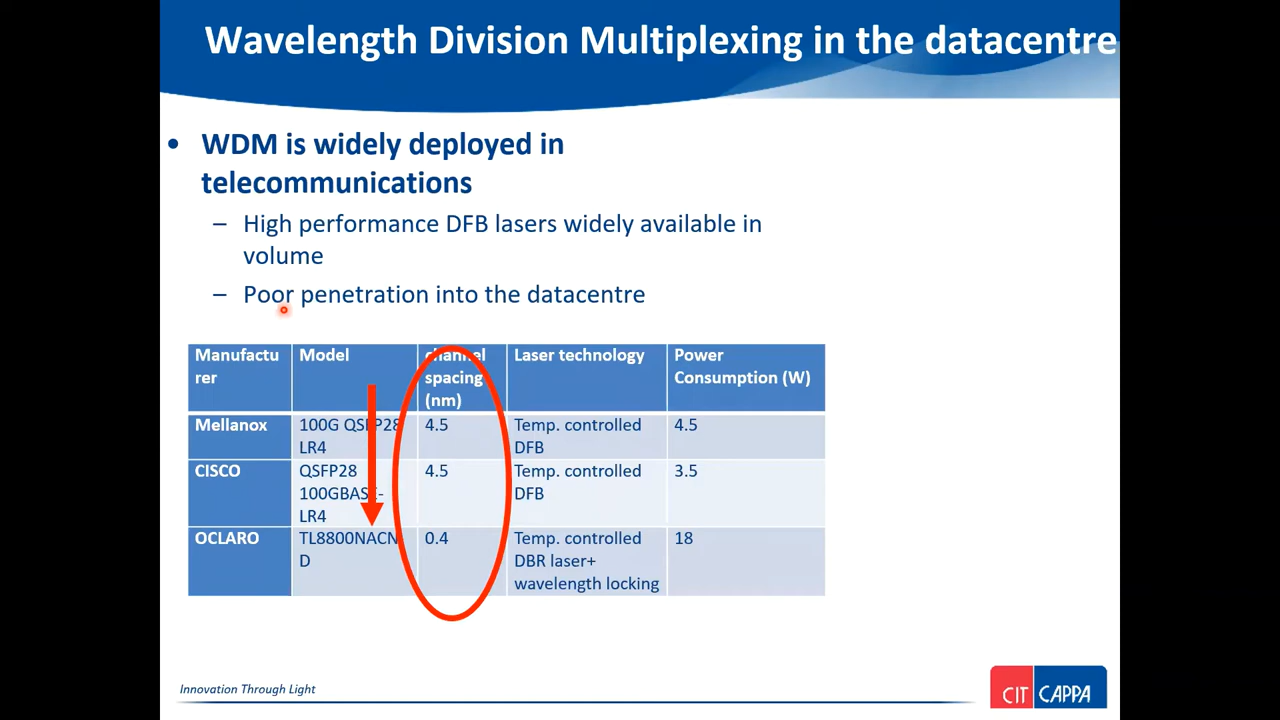 Wavelength Division Multiplexing in the datacentre
• WDM is widely deployed in
telecommunications
– High performance DFB lasers widely available in
volume
– Poor penetration into the datacentre
Manufactu
rer
Model
channel
spacing
(nm)
Laser technology
Power
Consumption (W)
Mellanox
100G QSFP28
LR4
4.5
Temp. controlled
DFB
4.5
CISCO
QSFP28
100GBASE-
LR4
4.5
Temp. controlled
DFB
3.5
OCLARO
TL8800NACN
D
0.4
Temp. controlled
DBR laser+
wavelength locking
18
Innovation Through Light
CIT CAPPA